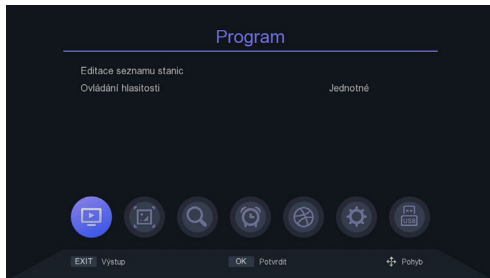 Program
Editace seznamu stanic
Ovládání hlasitosti Jednotné
USB
EXIT Výstup OK Potvrdit Pohyb